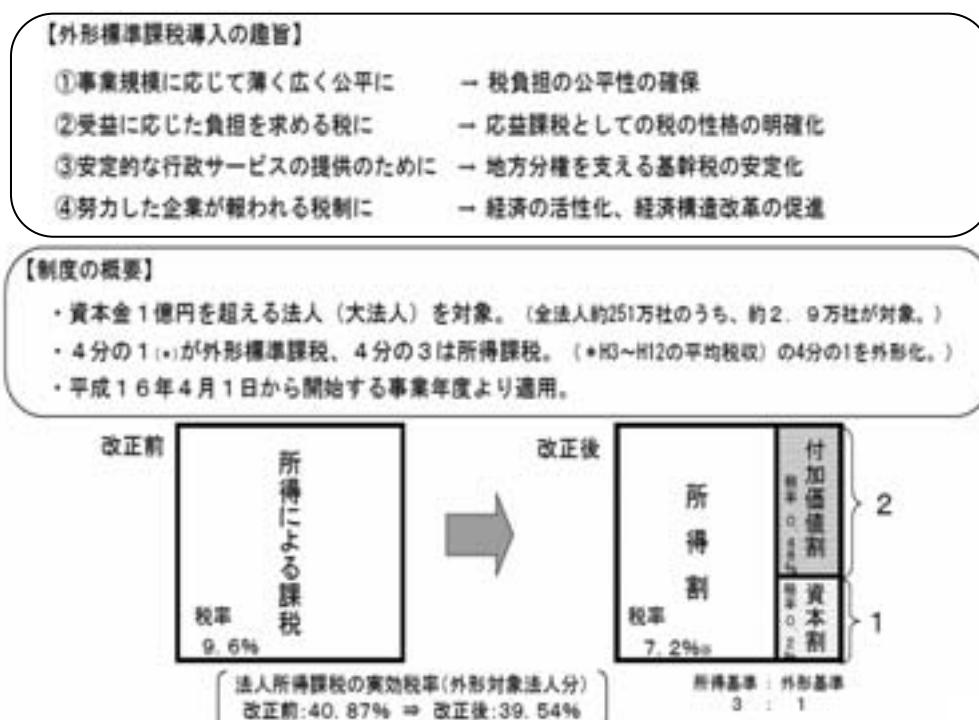 【外形標準課税導入の趣旨】
①事業規模に応じて薄く広く公平に → 税負担の公平性の確保
②受益に応じた負担を求める税に → 応益課税としての税の性格の明確化
③安定的な行政サービスの提供のために → 地方分権を支える基幹税の安定化
④努力した企業が報われる税制に → 経済の活性化、経済構造改革の促進
【制度の概要】
・資本金1億円を超える法人（大法人）を対象。（全法人約251万社のうち、約2．9万社が対象。）
・4分の1(*)が外形標準課税、4分の3は所得課税。（*H3~H12の平均税収）の4分の1を外形化。）
・平成16年4月1日から開始する事業年度より適用。
改正前
所得による課税
税率
9.6%
改正後
所得割
税率
7.2%
付加価値割
税率 0.48%
2
資本割
税率 0.2%
1
法人所得課税の実効税率(外形対象法人分)
改正前:40.87% ⇒ 改正後:39.54%
所得基準 : 外形基準
3 : 1